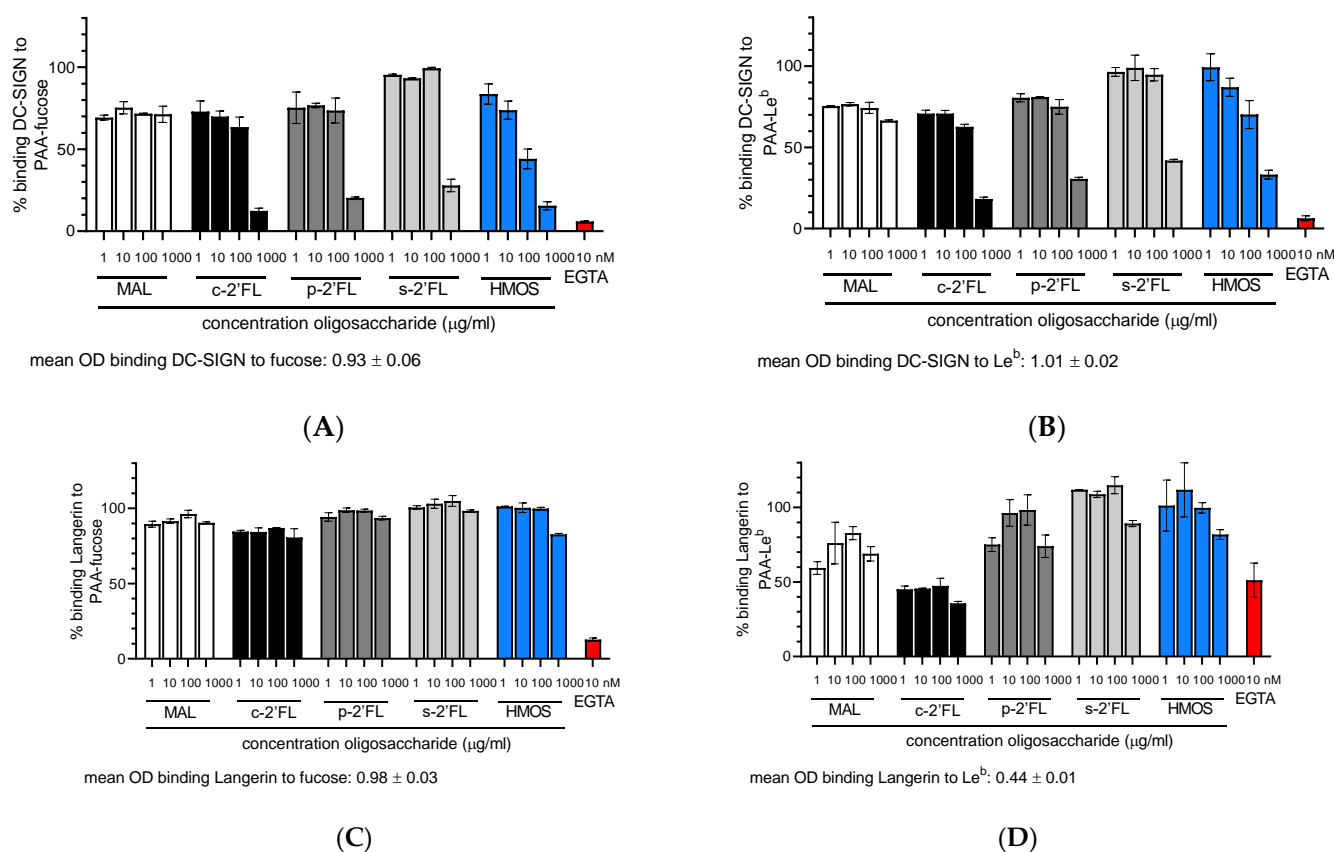 % binding DC-SIGN to
PAA-fucose
100
50
0
1 10 100 1000 1 10 100 1000 1 10 100 1000 1 10 100 1000 1 10 100 1000 10 nM
MAL c-2'FL p-2'FL s-2'FL HMOS EGTA
concentration oligosaccharide (μg/ml)
mean OD binding DC-SIGN to fucose: 0.93 ± 0.06
(A)
% binding DC-SIGN to
PAA-Le^b
100
50
0
1 10 100 1000 1 10 100 1000 1 10 100 1000 1 10 100 1000 1 10 100 1000 10 nM
MAL c-2'FL p-2'FL s-2'FL HMOS EGTA
concentration oligosaccharide (μg/ml)
mean OD binding DC-SIGN to Le^b: 1.01 ± 0.02
(B)
% binding Langerin to
PAA-fucose
100
50
0
1 10 100 1000 1 10 100 1000 1 10 100 1000 1 10 100 1000 1 10 100 1000 10 nM
MAL c-2'FL p-2'FL s-2'FL HMOS EGTA
concentration oligosaccharide (μg/ml)
mean OD binding Langerin to fucose: 0.98 ± 0.03
(C)
% binding Langerin to
PAA-Le^b
100
50
0
1 10 100 1000 1 10 100 1000 1 10 100 1000 1 10 100 1000 1 10 100 1000 10 nM
MAL c-2'FL p-2'FL s-2'FL HMOS EGTA
concentration oligosaccharide (μg/ml)
mean OD binding Langerin to Le^b: 0.44 ± 0.01
(D)